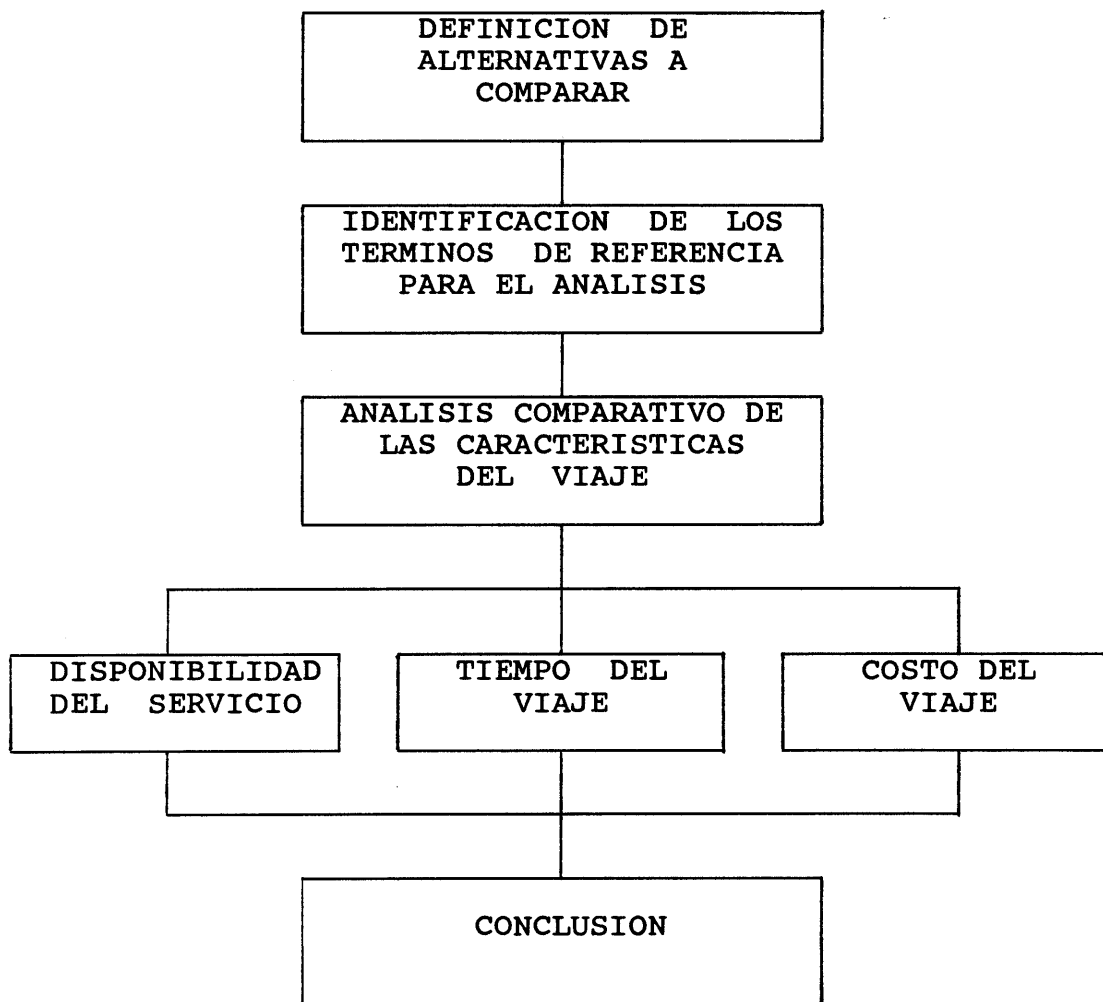 DEFINICION DE
ALTERNATIVAS A
COMPARAR
IDENTIFICACION DE LOS
TERMINOS DE REFERENCIA
PARA EL ANALISIS
ANALISIS COMPARATIVO DE
LAS CARACTERISTICAS
DEL VIAJE
DISPONIBILIDAD
DEL SERVICIO
TIEMPO DEL
VIAJE
COSTO DEL
VIAJE
CONCLUSION